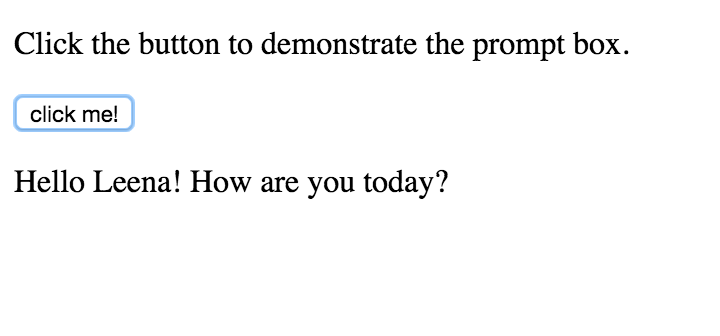 Click the button to demonstrate the prompt box.
click me!
Hello Leena! How are you today?